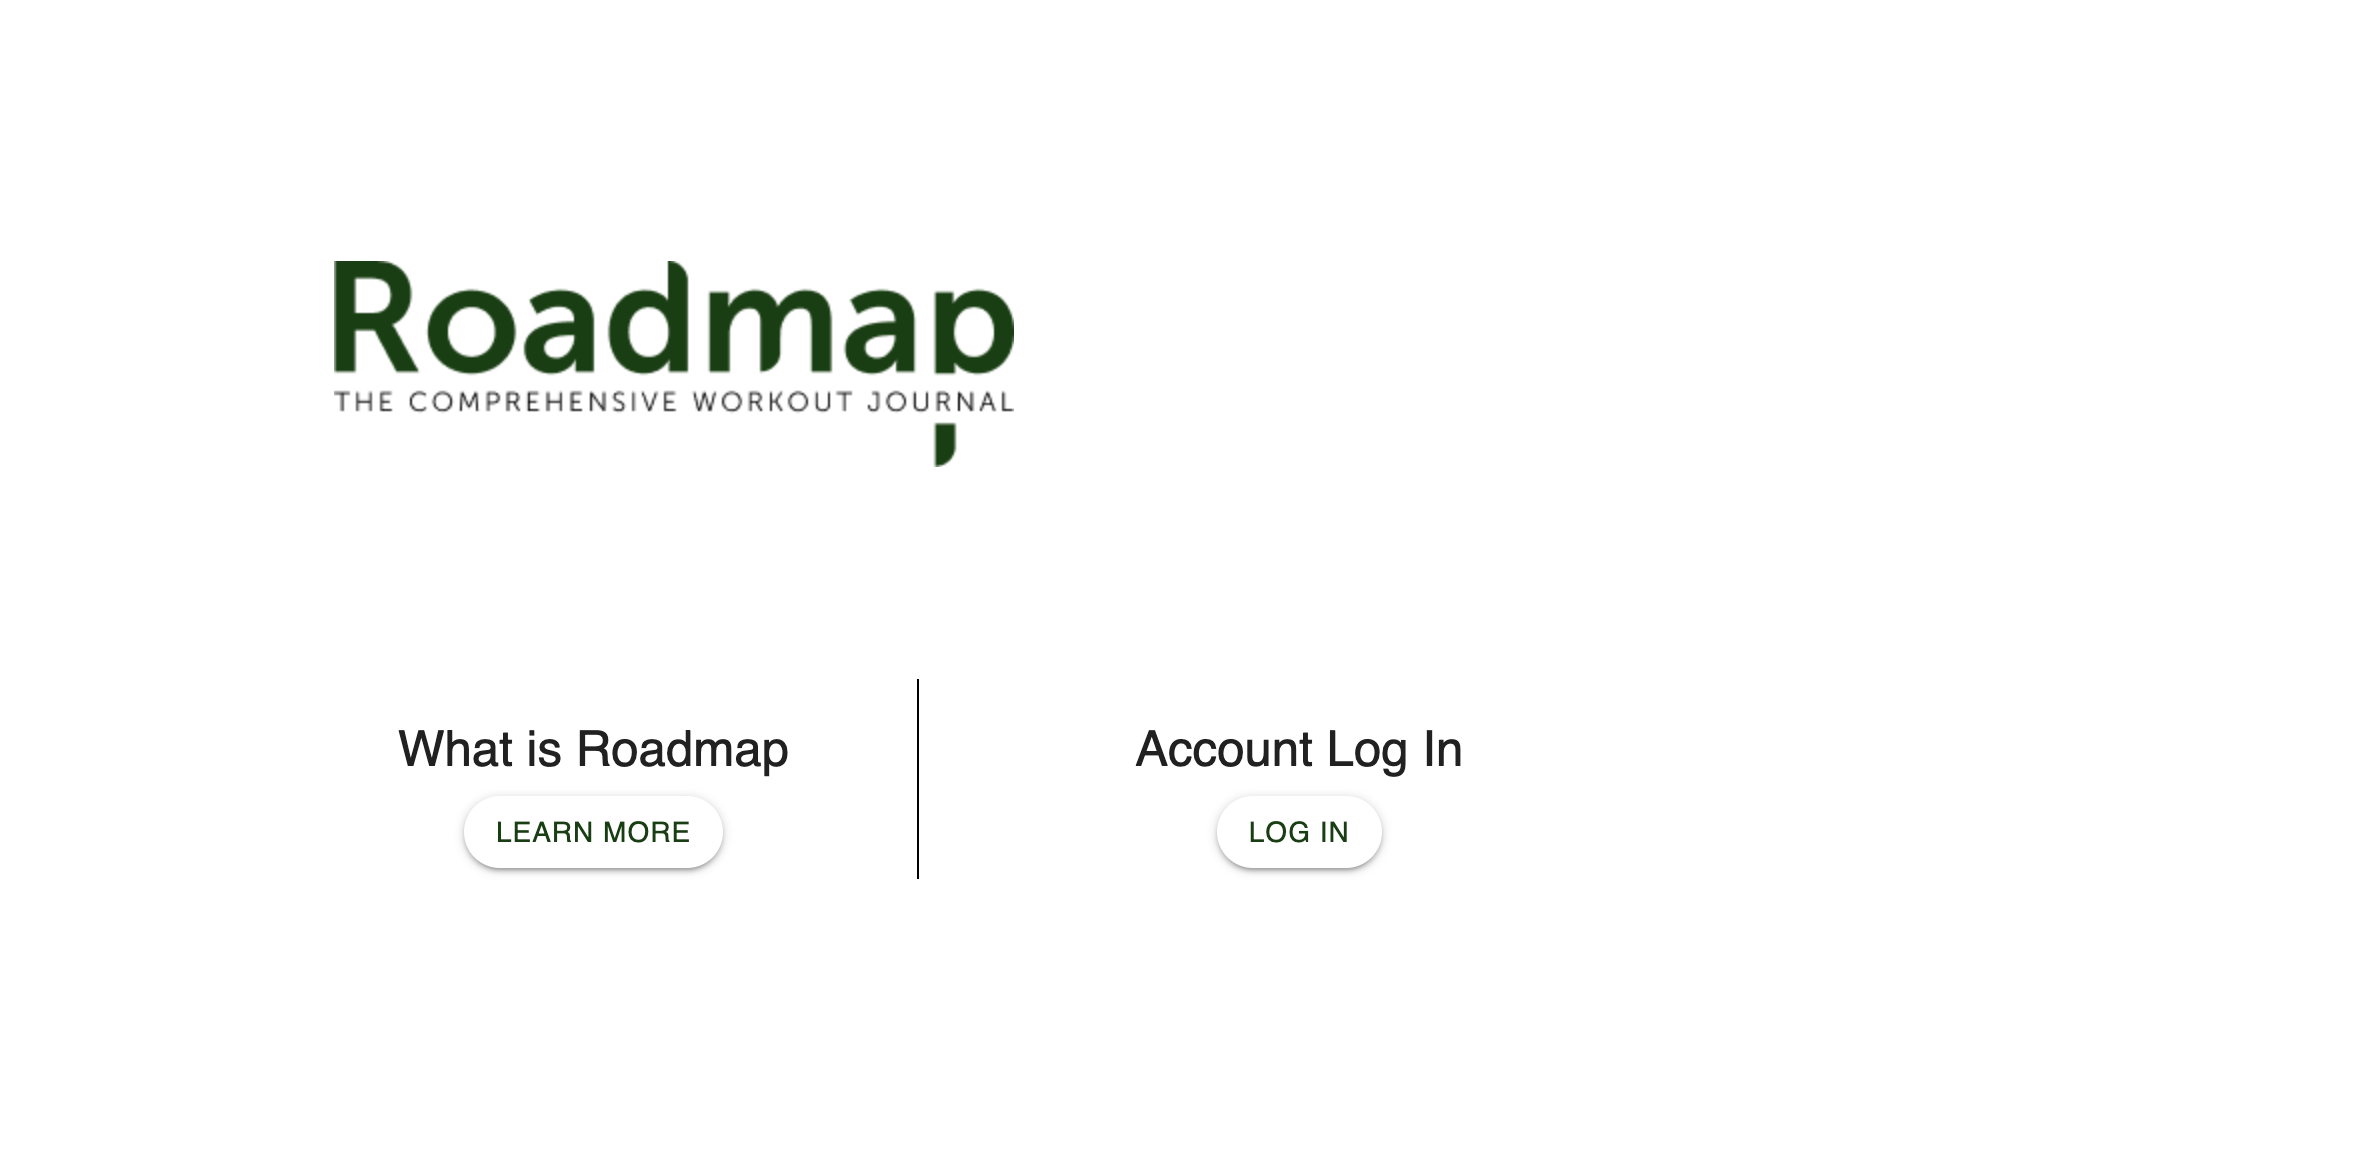 Roadmap
THE COMPREHENSIVE WORKOUT JOURNAL
What is Roadmap
LEARN MORE
Account Log In
LOG IN